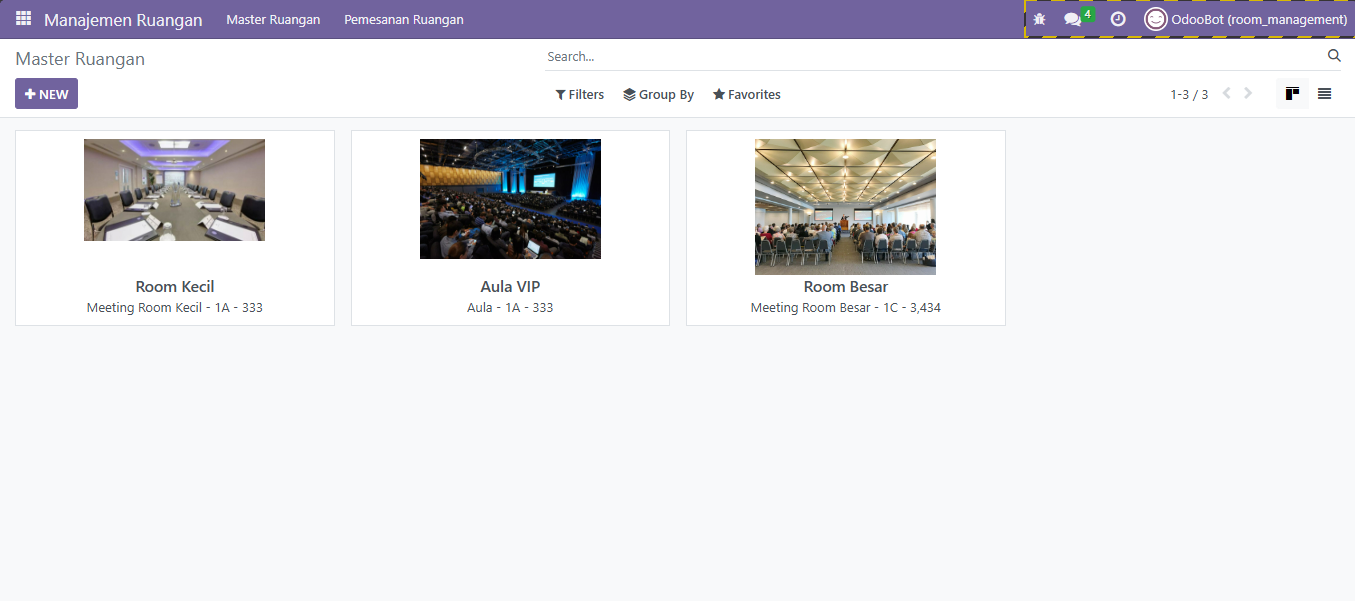 Manajemen Ruangan Master Ruangan Pemesanan Ruangan 4 OdooBot (room_management)
Master Ruangan Search...
NEW Filters Group By Favorites 1-3 / 3
Room Kecil
Meeting Room Kecil - 1A - 333
Aula VIP
Aula - 1A - 333
Room Besar
Meeting Room Besar - 1C - 3,434